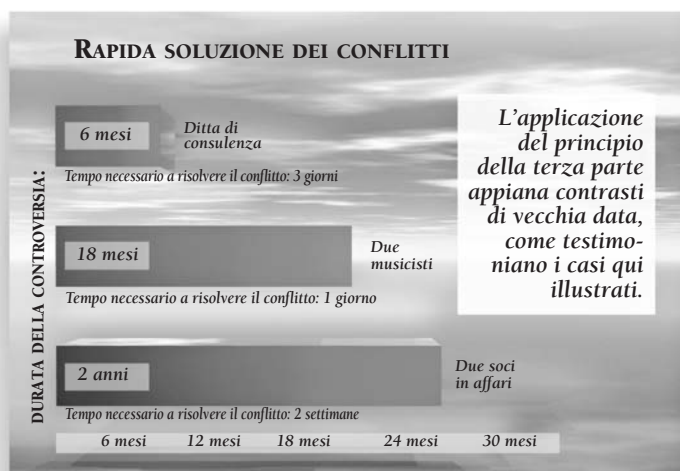 RAPIDA SOLUZIONE DEI CONFLITTI
DURATA DELLA CONTROVERSIA:
6 mesi
Ditta di
consulenza
Tempo necessario a risolvere il conflitto: 3 giorni
18 mesi
Due
musicisti
Tempo necessario a risolvere il conflitto: 1 giorno
2 anni
Due soci
in affari
Tempo necessario a risolvere il conflitto: 2 settimane
6 mesi 12 mesi 18 mesi 24 mesi 30 mesi
L'applicazione
del principio
della terza parte
appiana contrasti
di vecchia data,
come testimo-
niano i casi qui
illustrati.